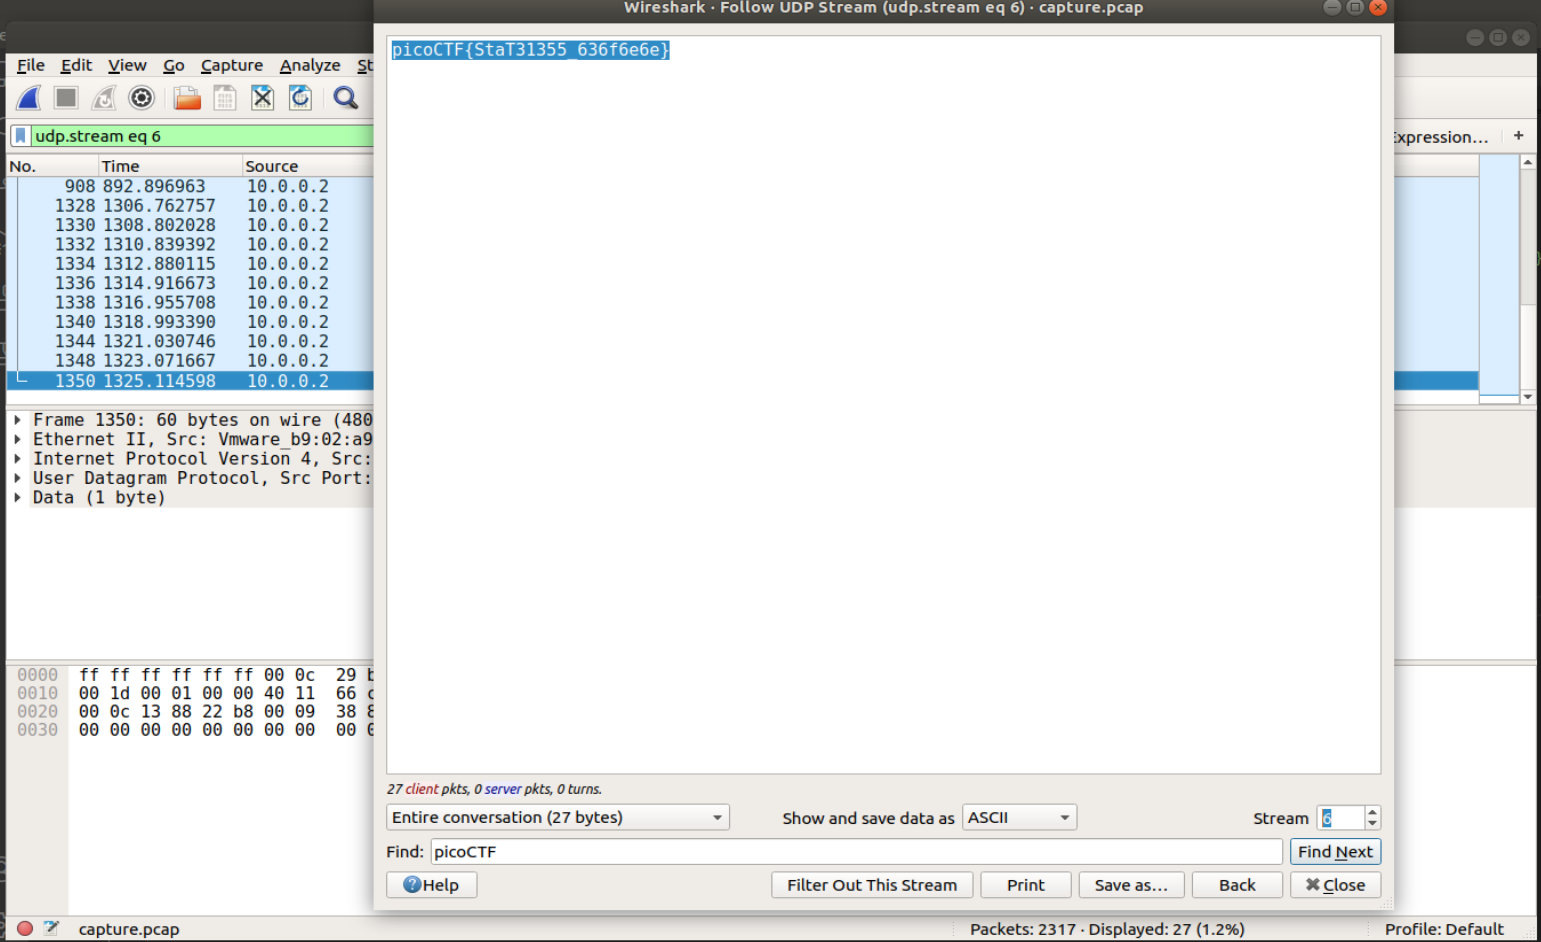 Wireshark · Follow UDP Stream (udp.stream eq 6) · capture.pcap
picoCTF{StaT31355_636f6e6e}
File Edit View Go Capture Analyze St
udp.stream eq 6
Expression… +
No. Time Source
908 892.896963 10.0.0.2
1328 1306.762757 10.0.0.2
1330 1308.802028 10.0.0.2
1332 1310.839392 10.0.0.2
1334 1312.880115 10.0.0.2
1336 1314.916673 10.0.0.2
1338 1316.955708 10.0.0.2
1340 1318.993390 10.0.0.2
1344 1321.030746 10.0.0.2
1348 1323.071667 10.0.0.2
1350 1325.114598 10.0.0.2
Frame 1350: 60 bytes on wire (480
Ethernet II, Src: Vmware_b9:02:a9
Internet Protocol Version 4, Src:
User Datagram Protocol, Src Port:
Data (1 byte)
0000 ff ff ff ff ff ff 00 0c 29 b
0010 00 1d 00 01 00 00 40 11 66
0020 00 0c 13 88 22 b8 00 09 38 8
0030 00 00 00 00 00 00 00 00 00 0
27 client pkts, 0 server pkts, 0 turns.
Entire conversation (27 bytes) Show and save data as ASCII Stream 6
Find: picoCTF Find Next
Help Filter Out This Stream Print Save as… Back Close
capture.pcap Packets: 2317 · Displayed: 27 (1.2%) Profile: Default